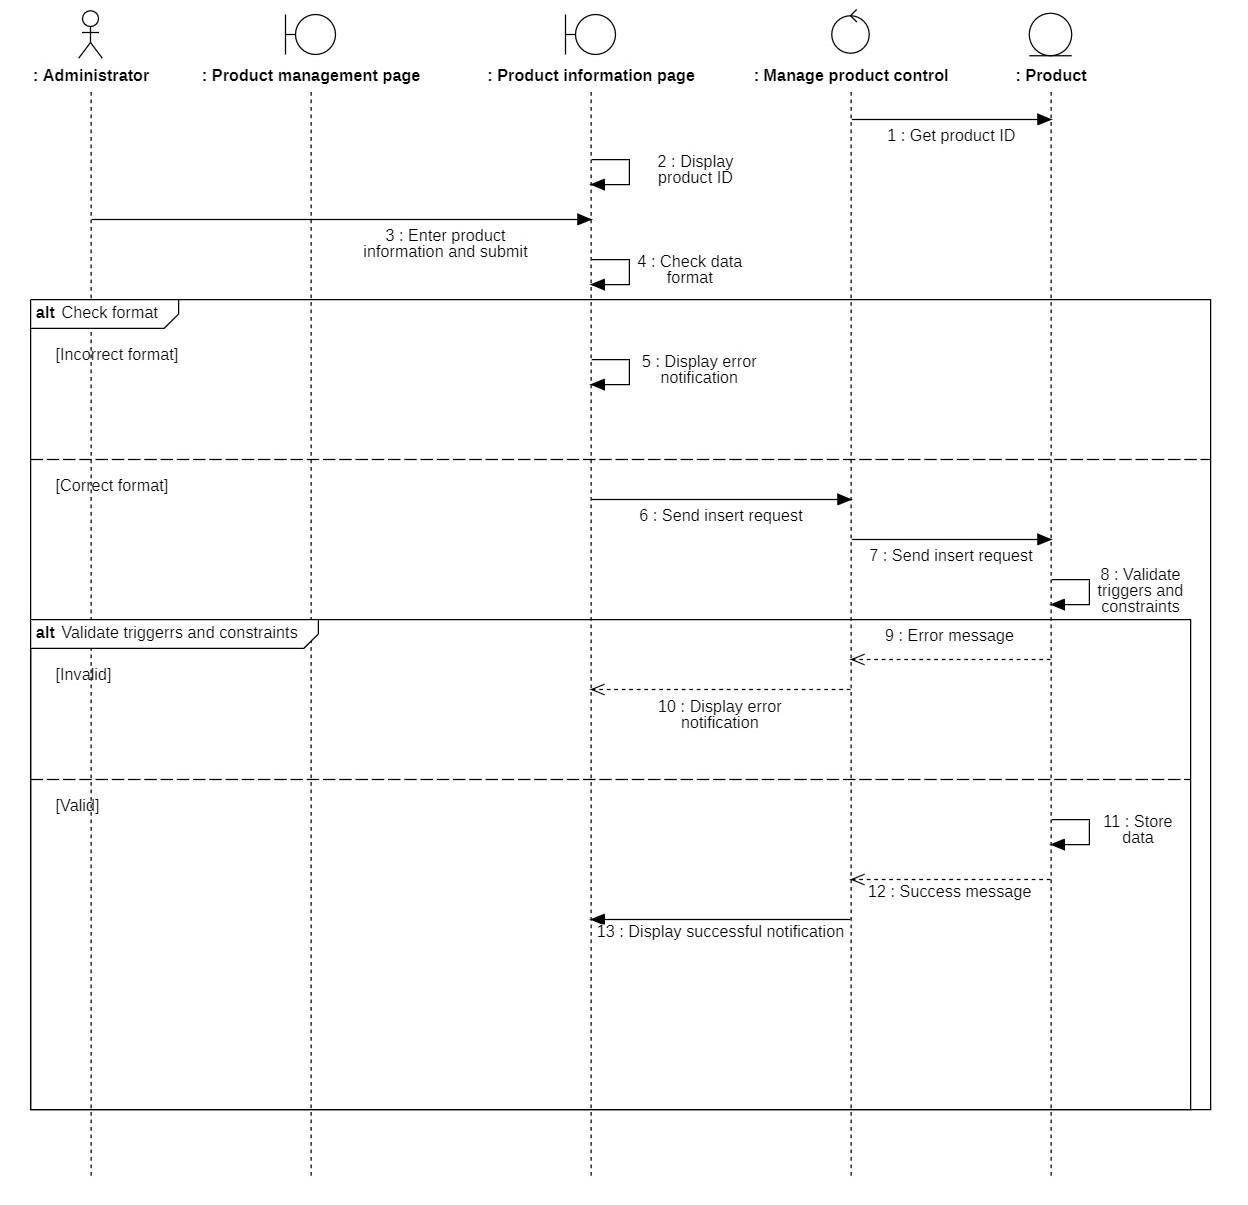 : Administrator
: Product management page
: Product information page
: Manage product control
: Product
1 : Get product ID
2 : Display
product ID
3 : Enter product
information and submit
4 : Check data
format
alt Check format
[Incorrect format]
5 : Display error
notification
[Correct format]
6 : Send insert request
7 : Send insert request
8 : Validate
triggers and
constraints
alt Validate triggerrs and constraints
9 : Error message
[Invalid]
10 : Display error
notification
[Valid]
11 : Store
data
12 : Success message
13 : Display successful notification